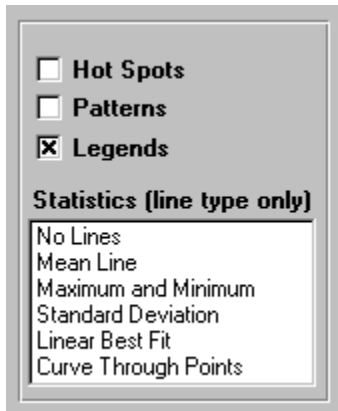 Hot Spots
Patterns
Legends
Statistics (line type only)
No Lines
Mean Line
Maximum and Minimum
Standard Deviation
Linear Best Fit
Curve Through Points